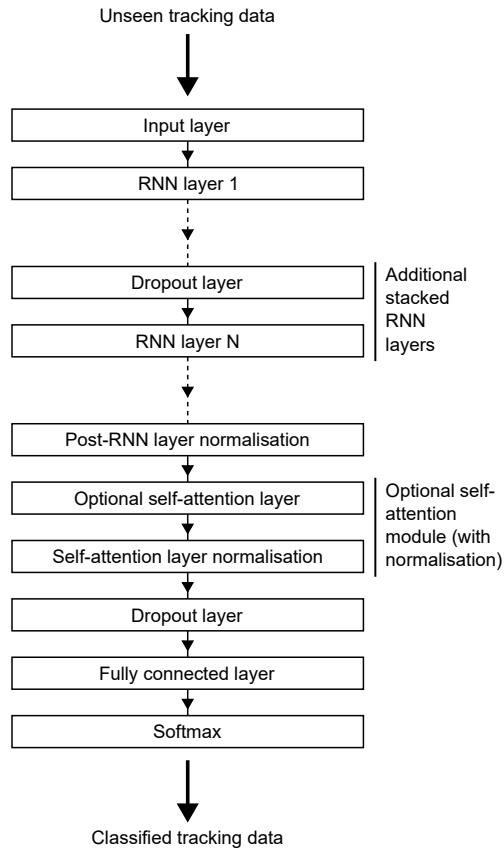 Unseen tracking data
Input layer
RNN layer 1
Dropout layer
RNN layer N
Additional
stacked
RNN
layers
Post-RNN layer normalisation
Optional self-attention layer
Self-attention layer normalisation
Optional self-
attention
module (with
normalisation)
Dropout layer
Fully connected layer
Softmax
Classified tracking data